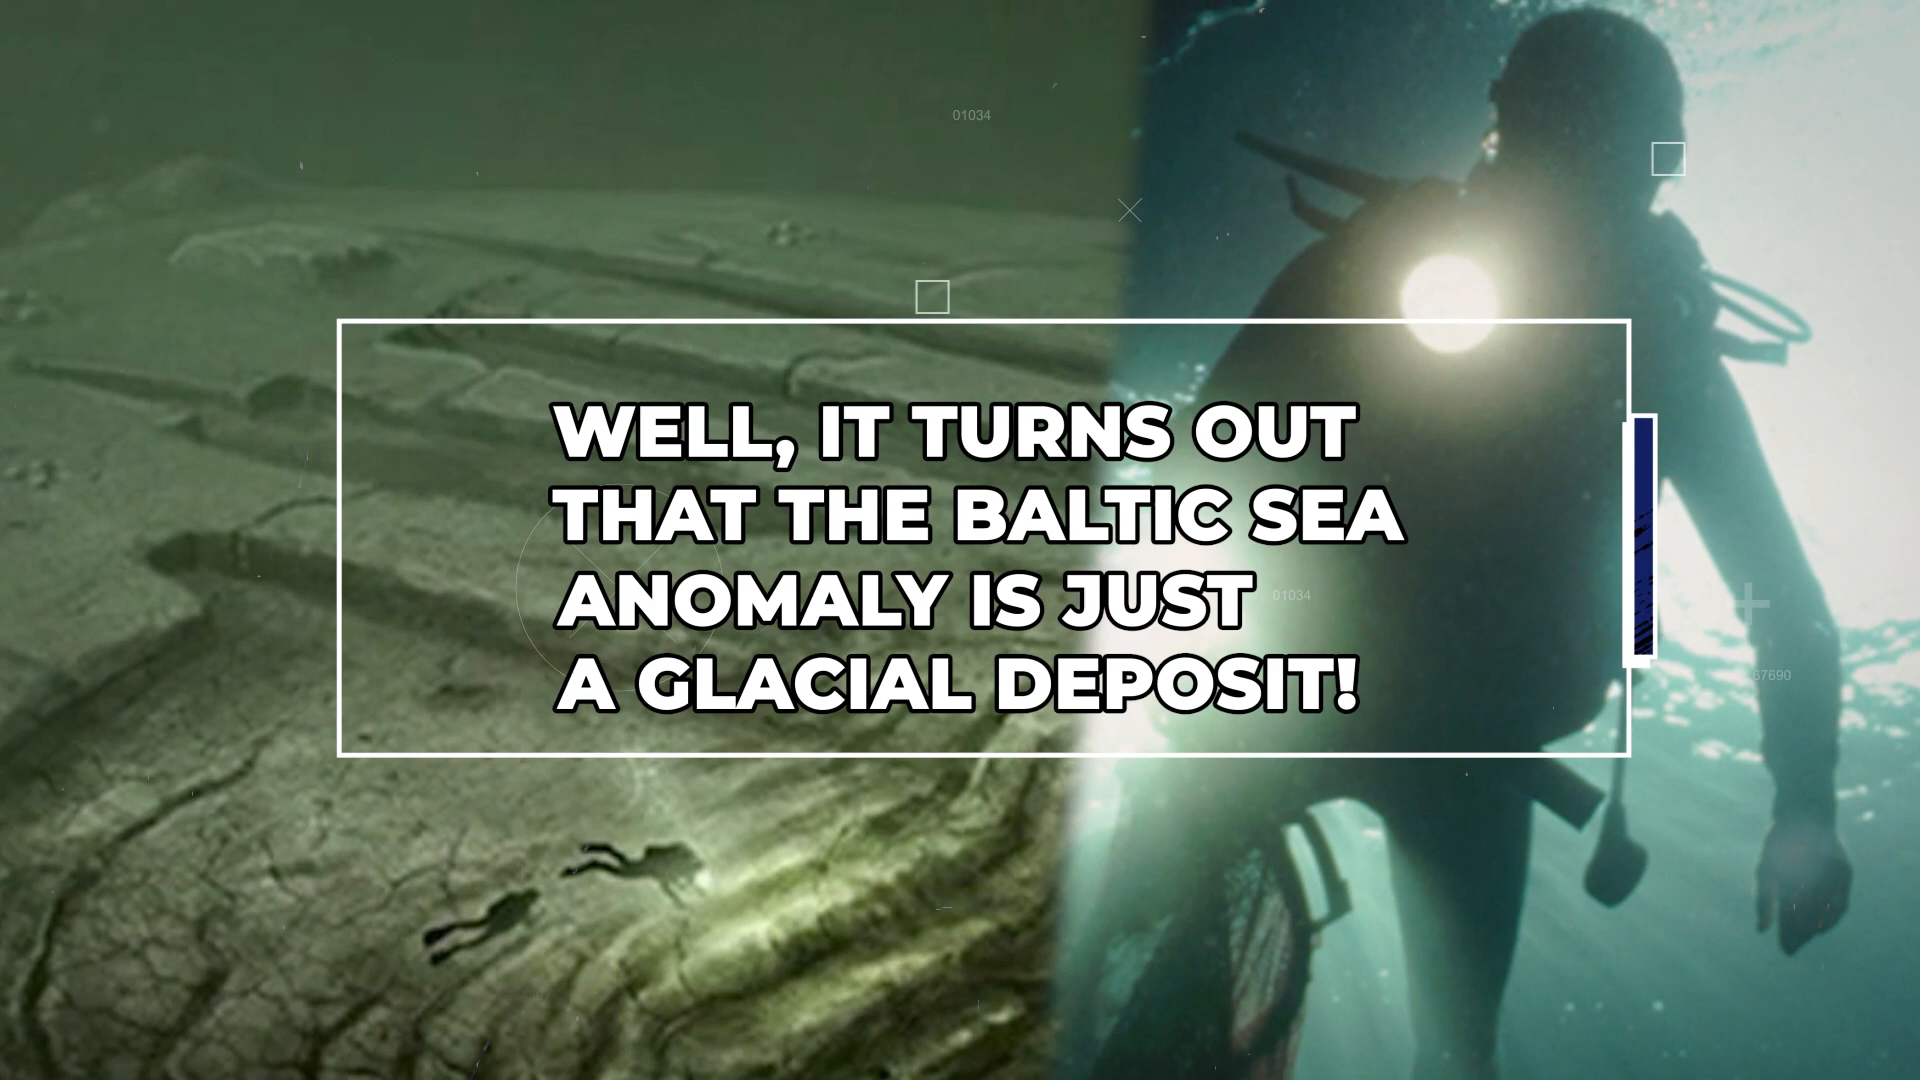 01034
WELL, IT TURNS OUT
THAT THE BALTIC SEA
ANOMALY IS JUST
01034
A GLACIAL DEPOSIT!
67690